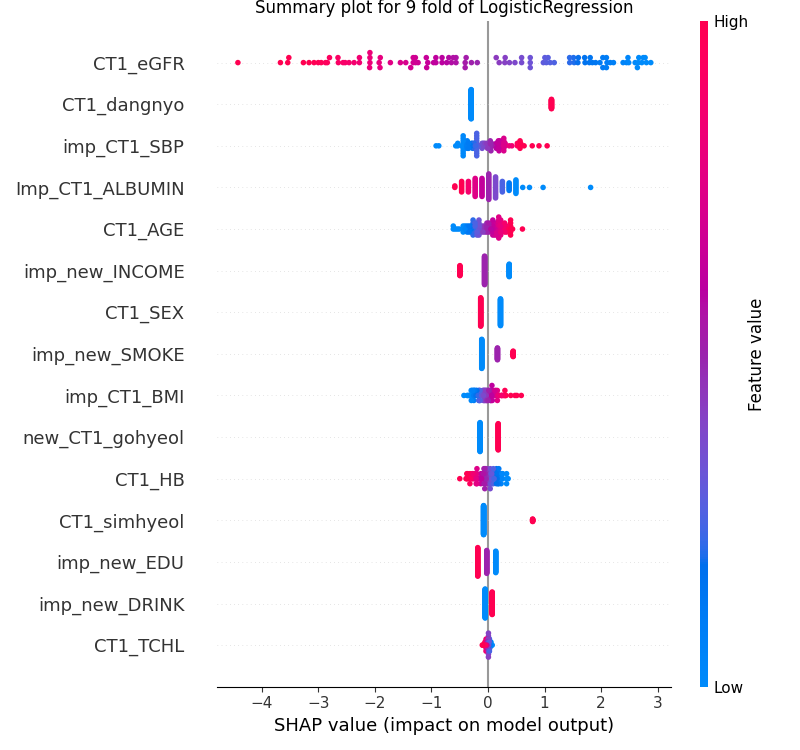 Summary plot for 9 fold of LogisticRegression
High
CT1_eGFR
CT1_dangnyo
imp_CT1_SBP
Imp_CT1_ALBUMIN
CT1_AGE
imp_new_INCOME
CT1_SEX
imp_new_SMOKE
imp_CT1_BMI
new_CT1_gohyeol
CT1_HB
CT1_simhyeol
imp_new_EDU
imp_new_DRINK
CT1_TCHL
Feature value
Low
−4 −3 −2 −1 0 1 2 3
SHAP value (impact on model output)